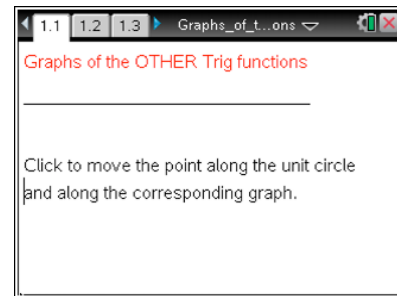 1.1 1.2 1.3 Graphs_of_t...ons
Graphs of the OTHER Trig functions
Click to move the point along the unit circle
and along the corresponding graph.